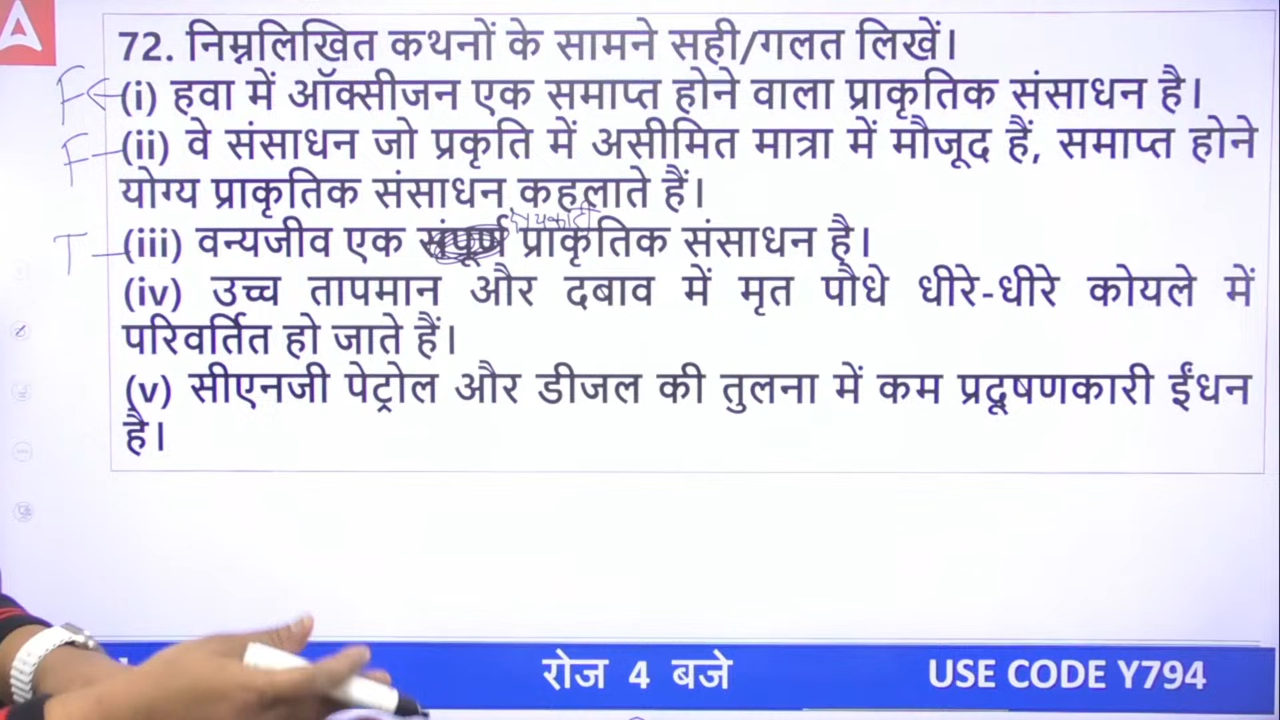 72. निम्नलिखित कथनों के सामने सही/गलत लिखें।
F (i) हवा में ऑक्सीजन एक समाप्त होने वाला प्राकृतिक संसाधन है।
F (ii) वे संसाधन जो प्रकृति में असीमित मात्रा में मौजूद हैं, समाप्त होने
योग्य प्राकृतिक संसाधन कहलाते हैं।
T (iii) वन्यजीव एक संपूर्ण प्राकृतिक संसाधन है।
(iv) उच्च तापमान और दबाव में मृत पौधे धीरे-धीरे कोयले में
परिवर्तित हो जाते हैं।
(v) सीएनजी पेट्रोल और डीजल की तुलना में कम प्रदूषणकारी ईंधन
है।
रोज 4 बजे USE CODE Y794